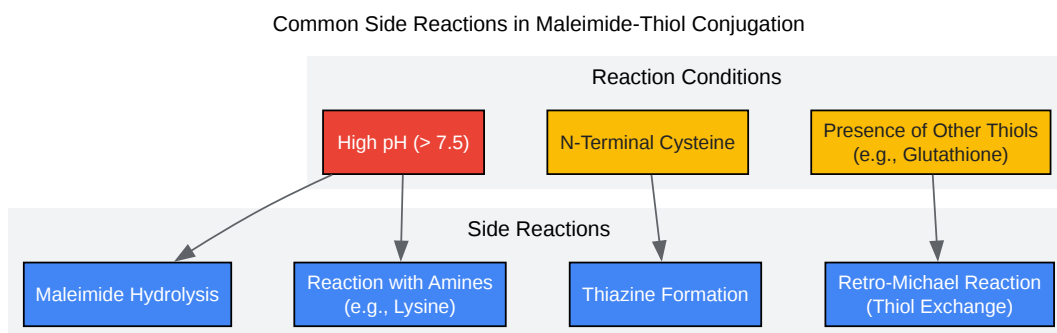 Common Side Reactions in Maleimide-Thiol Conjugation
Reaction Conditions
High pH (> 7.5)
N-Terminal Cysteine
Presence of Other Thiols
(e.g., Glutathione)
Side Reactions
Maleimide Hydrolysis
Reaction with Amines
(e.g., Lysine)
Thiazine Formation
Retro-Michael Reaction
(Thiol Exchange)